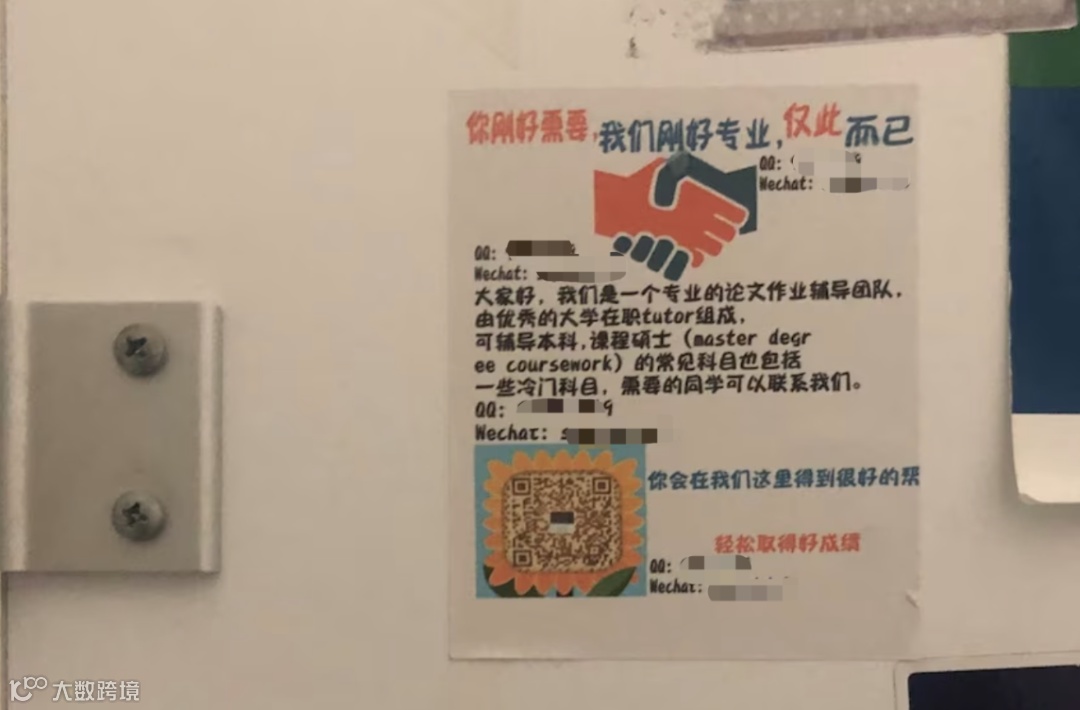 你刚好需要,我们刚好专业,仅此而已
QQ:
Wechat:
QQ:
Wechat:
大家好，我们是一个专业的论文作业辅导团队，
由优秀的大学在职tutor组成，
可辅导本科,课程碩士（master degr
ee coursework）的常见科目也包括
一些冷门科目，需要的同学可以联系我们。
QQ: 9
Wechat: s
你会在我们这里得到很好的帮
轻松取得好成绩
QQ:
Wechat:
大数跨境